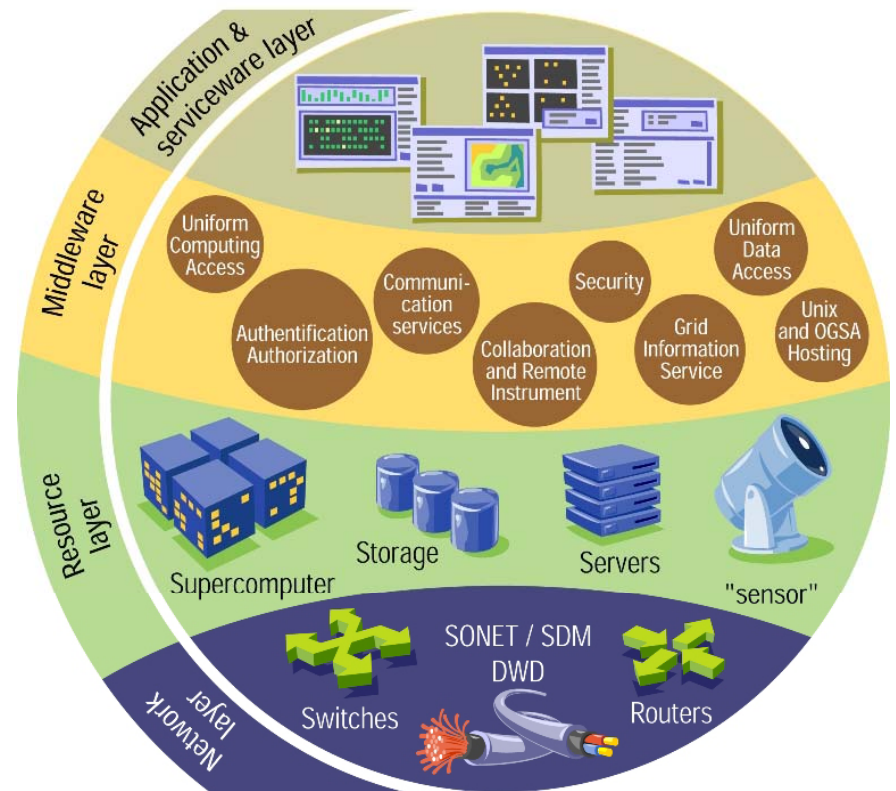 Application &
serviceware layer
Middleware
layer
Uniform
Computing
Access
Authentification
Authorization
Communi-
cation
services
Collaboration
and Remote
Instrument
Security
Grid
Information
Service
Uniform
Data
Access
Unix
and OGSA
Hosting
Resource
layer
Supercomputer
Storage
Servers
"sensor"
Network
layer
Switches
SONET / SDM
DWD
Routers